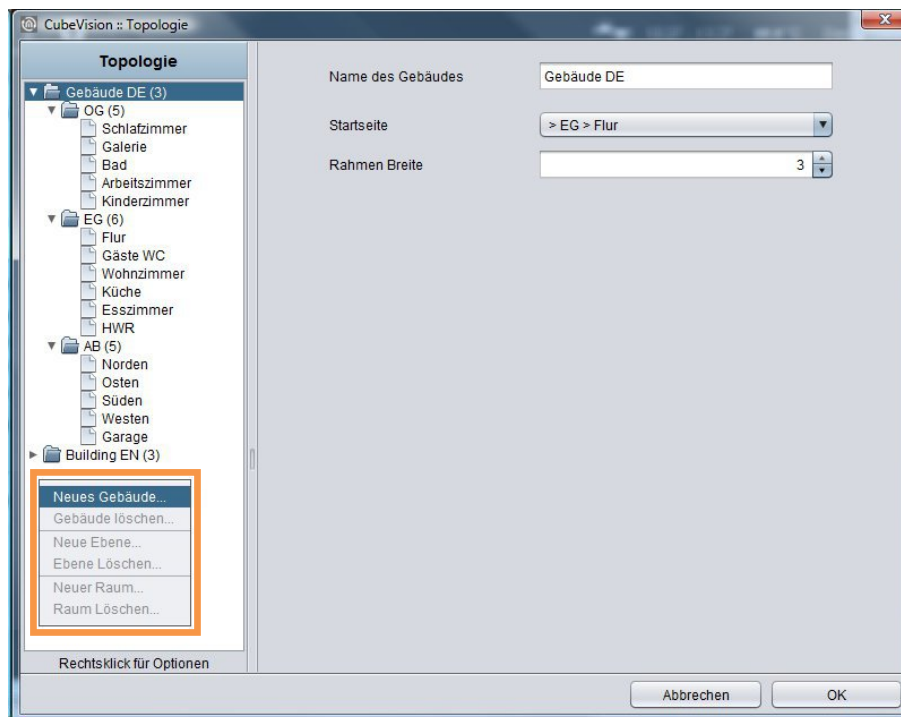 CubeVision :: Topologie
Topologie
Gebäude DE (3)
OG (5)
Schlafzimmer
Galerie
Bad
Arbeitszimmer
Kinderzimmer
EG (6)
Flur
Gäste WC
Wohnzimmer
Küche
Esszimmer
HWR
AB (5)
Norden
Osten
Süden
Westen
Garage
Building EN (3)
Neues Gebäude...
Gebäude löschen...
Neue Ebene...
Ebene Löschen...
Neuer Raum...
Raum Löschen...
Rechtsklick für Optionen
Name des Gebäudes
Gebäude DE
Startseite
> EG > Flur
Rahmen Breite
3
Abbrechen
OK